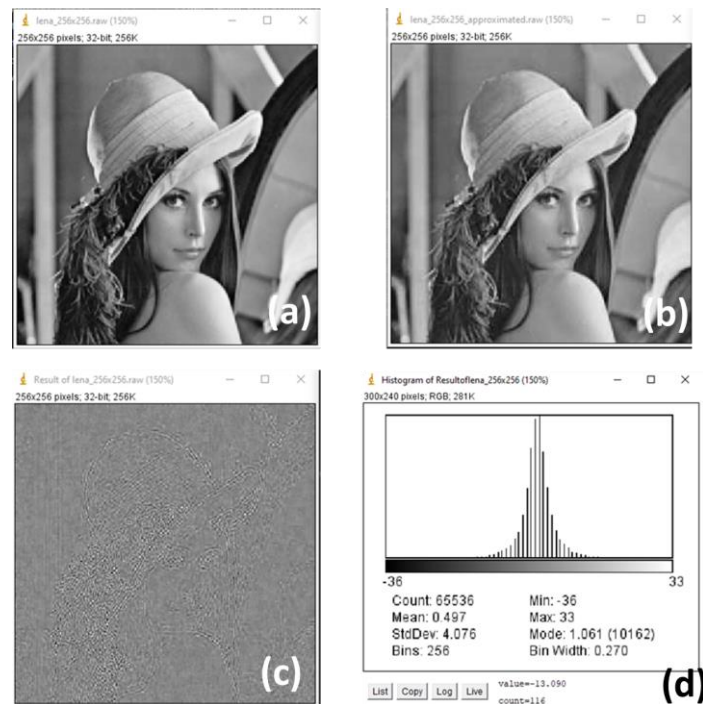 lena_256x256.raw (150%)
256x256 pixels; 32-bit; 256K
(a)
lena_256x256_approximated.raw (150%)
256x256 pixels; 32-bit; 256K
(b)
Result of lena_256x256.raw (150%)
256x256 pixels; 32-bit; 256K
(c)
Histogram of Resultoflena_256x256 (150%)
300x240 pixels; RGB; 281K
-36 33
Count: 65536 Min: -36
Mean: 0.497 Max: 33
StdDev: 4.076 Mode: 1.061 (10162)
Bins: 256 Bin Width: 0.270
List Copy Log Live value=-13.090
count=116
(d)